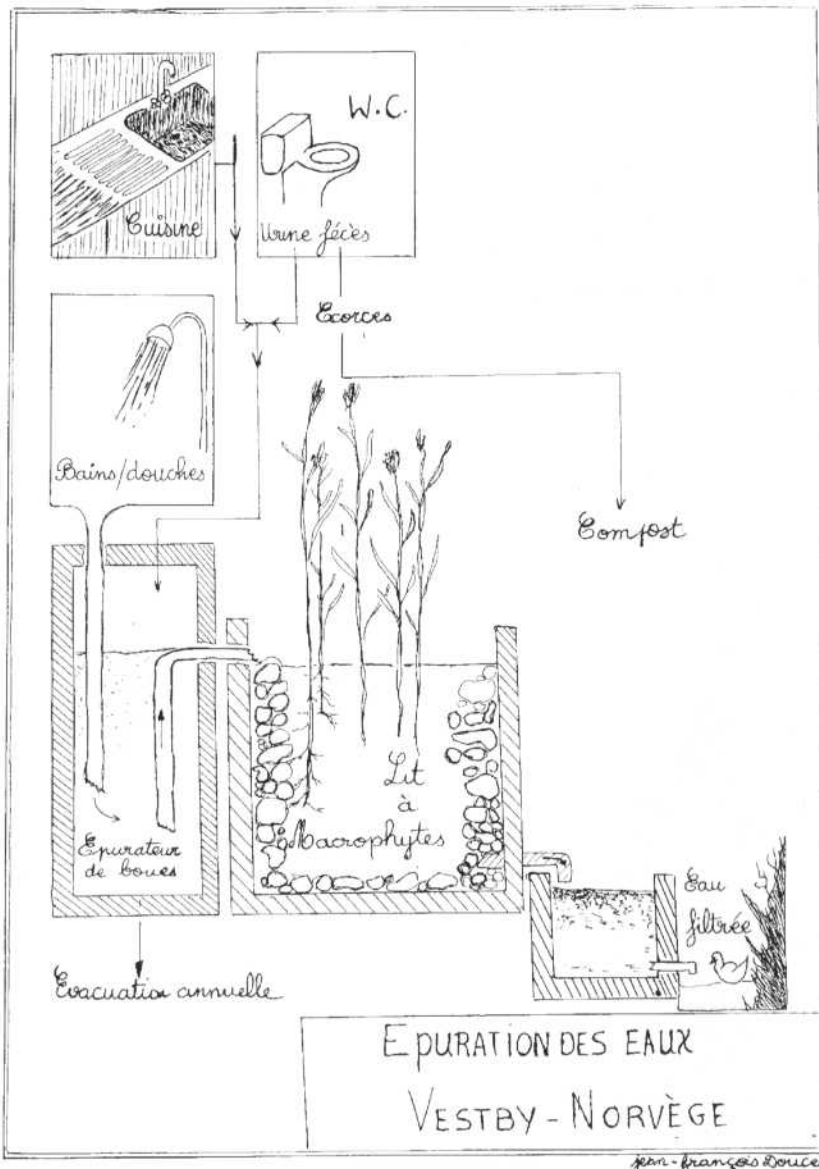 W.C.
Cuisine
Urine fécès
Ecorces
Bains/douches
Compost
Lit
à
Macrophytes
Epurateur
de boues
Eau
filtrée
Evacuation annuelle
EPURATION DES EAUX
VESTBY - NORVÈGE
jean-françois Douce